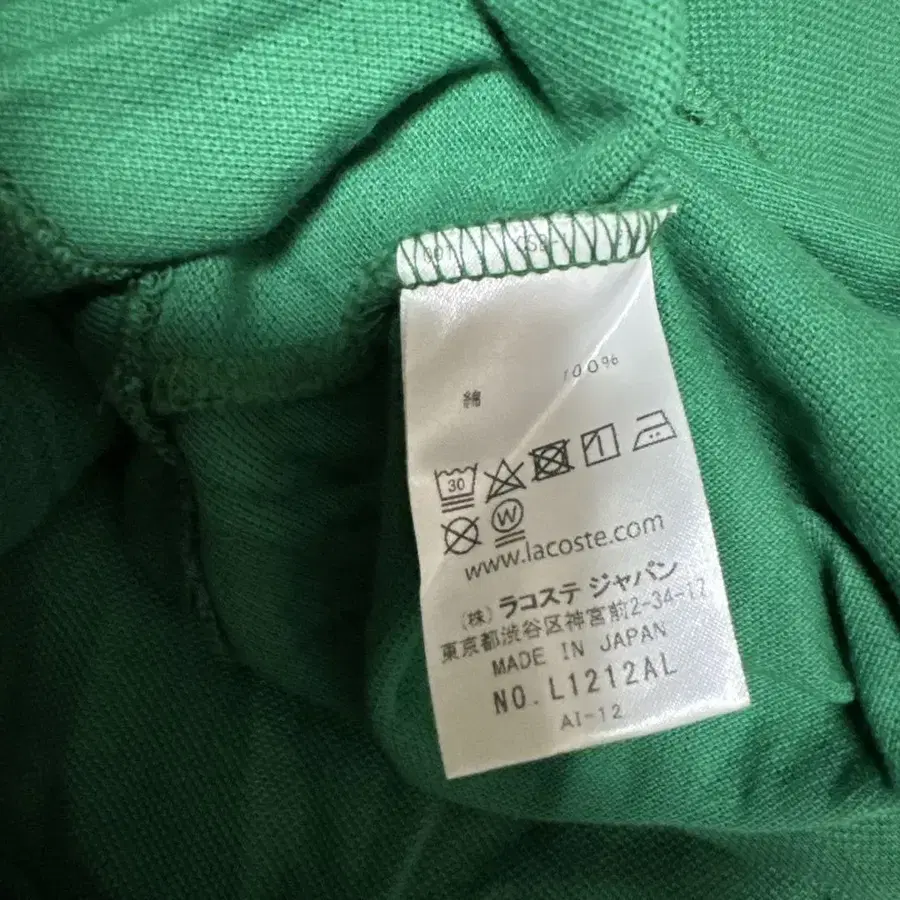 綿 100%
30
W
www.lacoste.com
(株) ラコステ ジャパン
東京都渋谷区神宮前2-34-17
MADE IN JAPAN
NO. L1212AL
AI-12